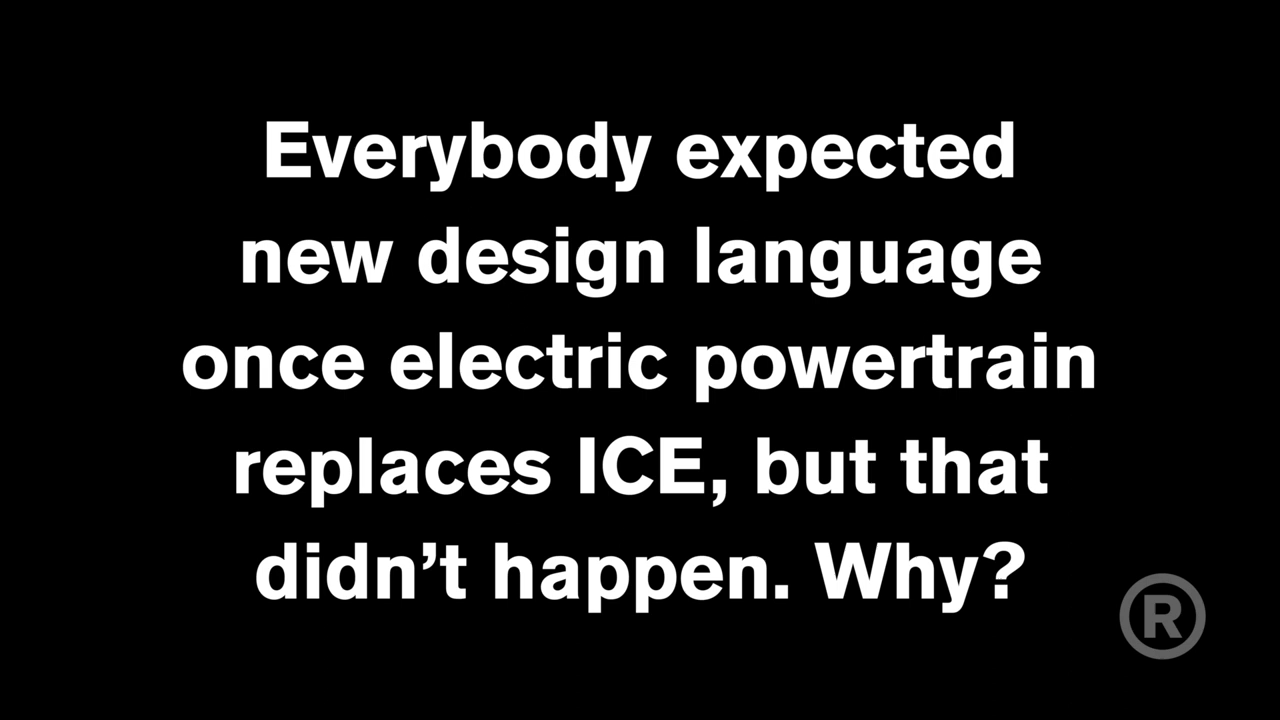 Everybody expected
new design language
once electric powertrain
replaces ICE, but that
didn’t happen. Why?
®